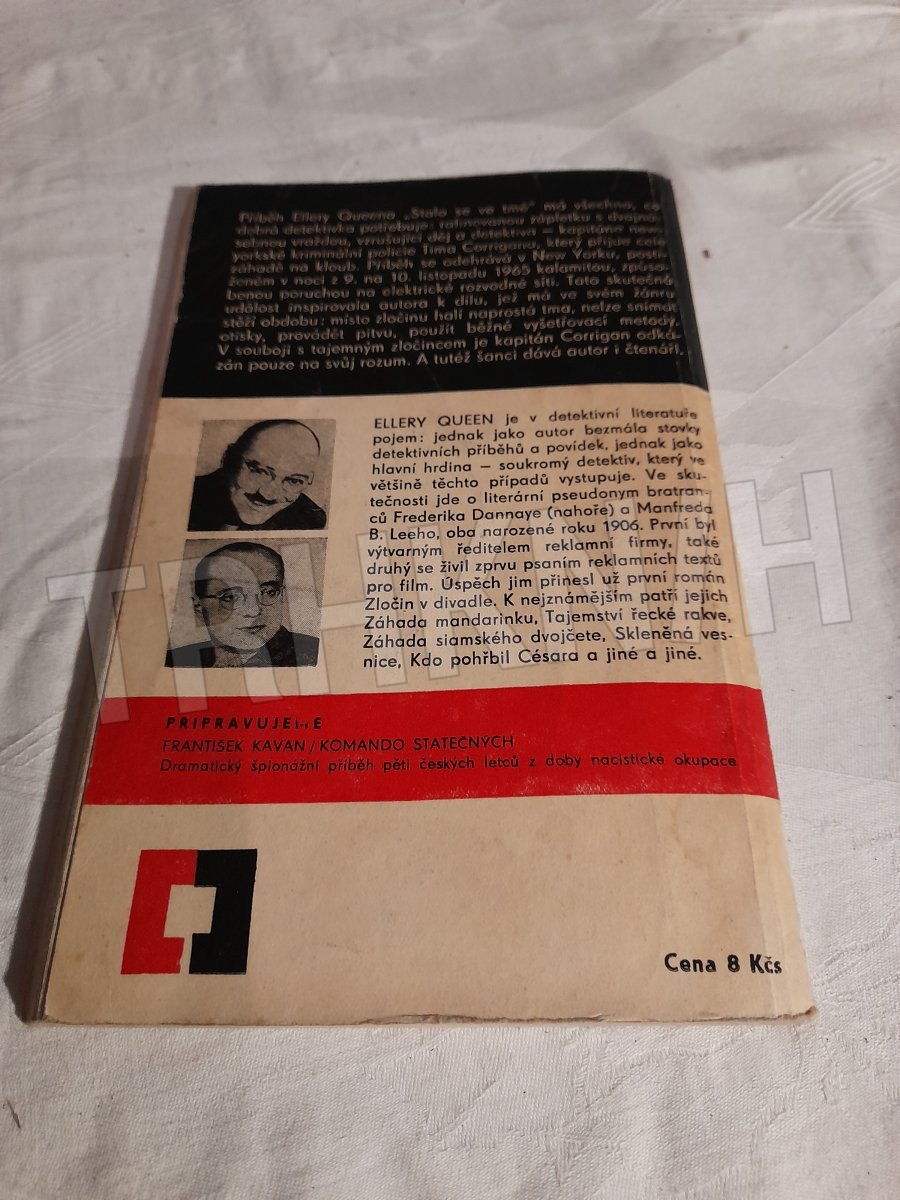 Příběh Ellery Queena „Stalo se ve tmě" má všechno, co
dobrá detektivka potřebuje: rafinovanou zápletku s dvojná-
sobnou vraždou, vzrušující děj a detektiva – kapitána new-
yorské kriminální policie Tima Corrigana, který přijde celé
záhadě na kloub. Příběh se odehrává v New Yorku, posti-
ženém v noci z 9. na 10. listopadu 1965 kalamitou, způso-
benou poruchou na elektrické rozvodné síti. Tato skutečná
událost inspirovala autora k dílu, jež má ve svém žánru
stěží obdobu: místo zločinu halí naprostá tma, nelze snímat
otisky, provádět pitvu, použít běžné vyšetřovací metody.
V souboji s tajemným zločincem je kapitán Corrigan odká-
zán pouze na svůj rozum. A tutéž šanci dává autor i čtenáři.
ELLERY QUEEN je v detektivní literatuře
pojem: jednak jako autor bezmála stovky
detektivních příběhů a povídek, jednak jako
hlavní hrdina – soukromý detektiv, který ve
většině těchto případů vystupuje. Ve sku-
tečnosti jde o literární pseudonym bratran-
ců Frederika Dannaye (nahoře) a Manfreda
B. Leeho, oba narozené roku 1906. První byl
výtvarným ředitelem reklamní firmy, také
druhý se živil zprvu psaním reklamních textů
pro film. Úspěch jim přinesl už první román
Zločin v divadle. K nejznámějším patří jejich
Záhada mandarinku, Tajemství řecké rakve,
Záhada siamského dvojčete, Skleněná ves-
nice, Kdo pohřbil Césara a jiné a jiné.
PŘIPRAVUJEME
FRANTIŠEK KAVAN/KOMANDO STATEČNÝCH
Dramatický špionážní příběh pěti českých letců z doby nacistické okupace
Cena 8 Kčs